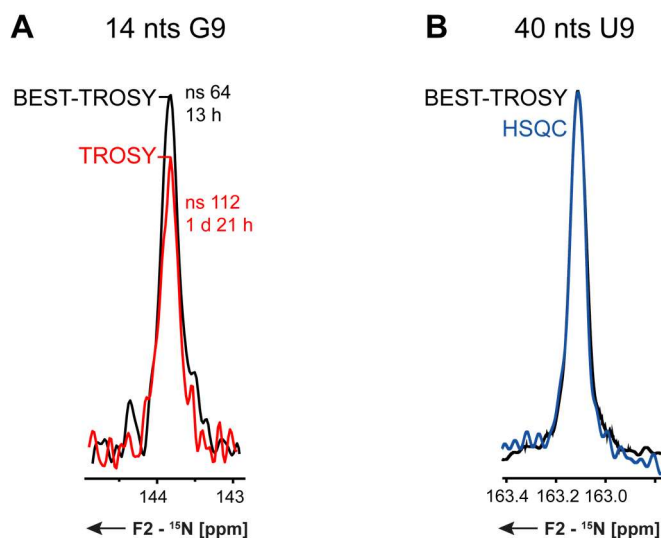 A 14 nts G9
BEST-TROSY
ns 64
13 h
TROSY
ns 112
1 d 21 h
144 143
F2 - ¹⁵N [ppm]
B 40 nts U9
BEST-TROSY
HSQC
163.4 163.2 163.0
F2 - ¹⁵N [ppm]